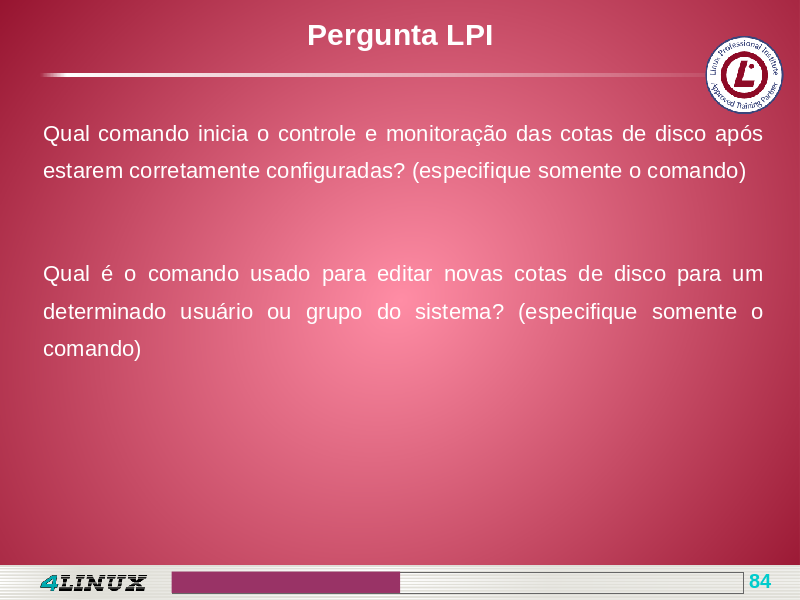 Pergunta LPI
Linux Professional Institute
Approved Training Partner
Qual comando inicia o controle e monitoração das cotas de disco após
estarem corretamente configuradas? (especifique somente o comando)
Qual é o comando usado para editar novas cotas de disco para um
determinado usuário ou grupo do sistema? (especifique somente o
comando)
4LINUX
84